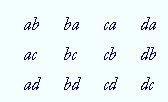 ab ba ca da
ac bc cb db
ad bd cd dc